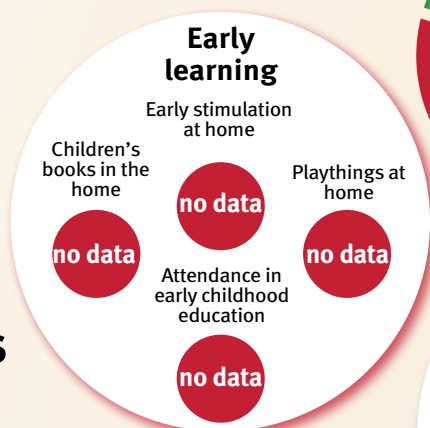 Early
learning
Early stimulation
at home
Children's
books in the
home
Playthings at
home
no data
no data
no data
Attendance in
early childhood
education
no data
s